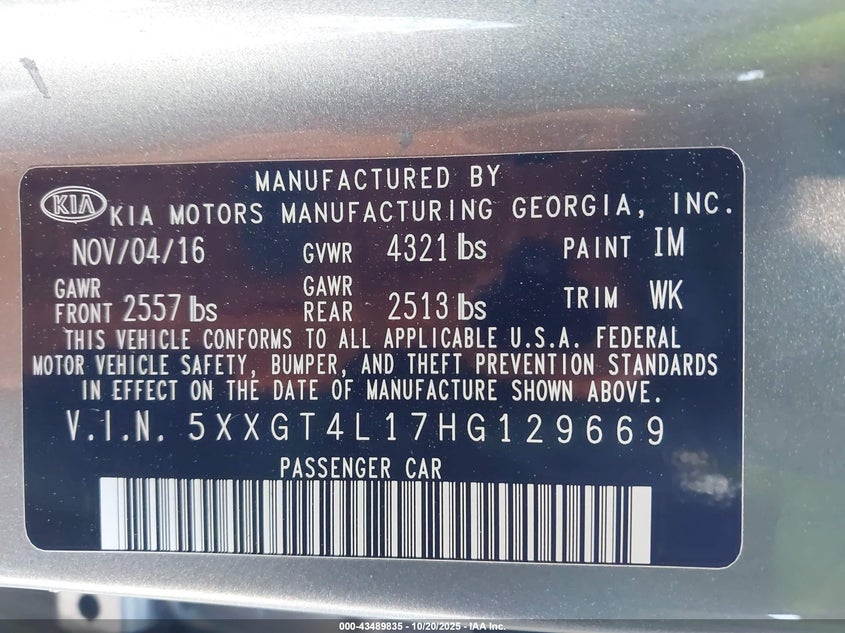 MANUFACTURED BY
KIA KIA MOTORS MANUFACTURING GEORGIA, INC.
NOV/04/16 GVWR 4321 lbs PAINT IM
GAWR FRONT 2557 lbs GAWR REAR 2513 lbs TRIM WK
THIS VEHICLE CONFORMS TO ALL APPLICABLE U.S.A. FEDERAL
MOTOR VEHICLE SAFETY, BUMPER, AND THEFT PREVENTION STANDARDS
IN EFFECT ON THE DATE OF MANUFACTURE SHOWN ABOVE.
V.I.N. 5XXGT4L17HG129669
PASSENGER CAR
000-43489835 - 10/20/2025 - IAA Inc.